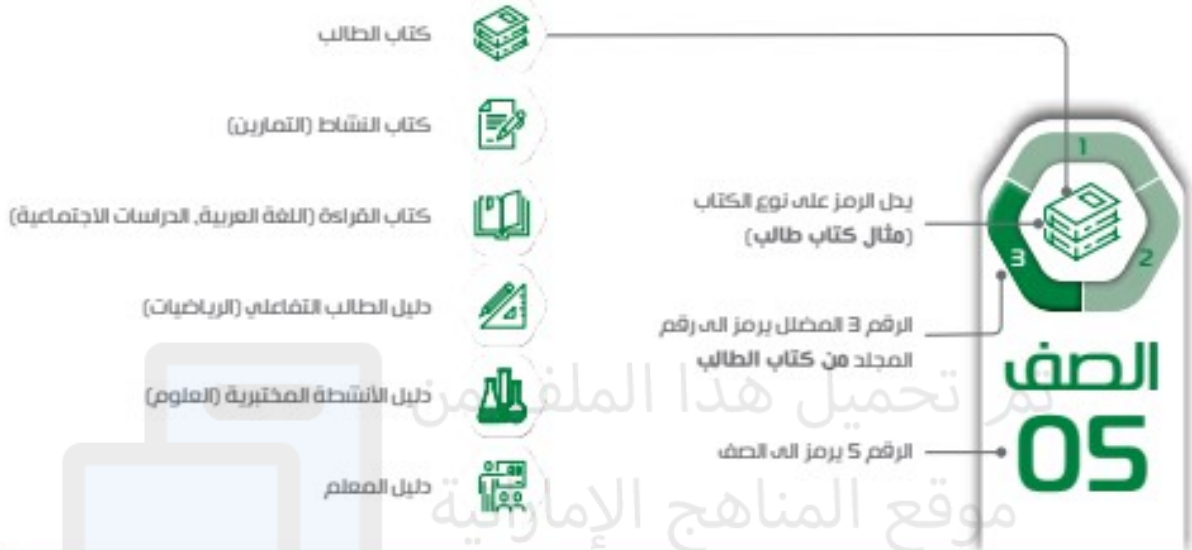 1
2
3
الصف
05
يدل الرمز على نوع الكتاب
(مثال كتاب طالب)
الرقم 3 المضلل يرمز الى رقم
المجلد من كتاب الطالب
الرقم 5 يرمز الى الصف
كتاب الطالب
كتاب النشاط (التمارين)
كتاب القراءة (اللغة العربية، الدراسات الاجتماعية)
دليل الطالب التفاعلي (الرياضيات)
دليل الأنشطة المختبرية (العلوم)
دليل المعلم
تم تحميل هذا الملف من
موقع المناهج الإماراتية